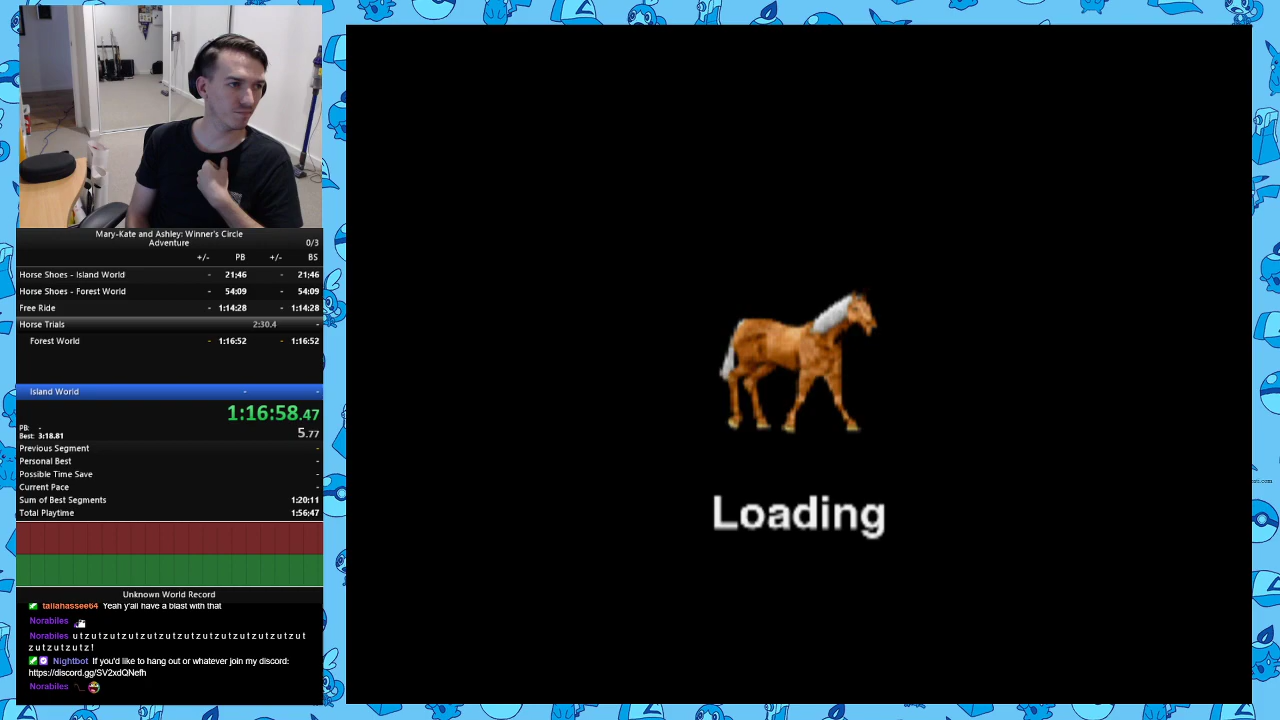 Mary-Kate and Ashley: Winner's Circle
Adventure 0/3
+/- PB +/- BS
Horse Shoes - Island World - 21:46 - 21:46
Horse Shoes - Forest World - 54:09 - 54:09
Free Ride - 1:14:28 - 1:14:28
Horse Trials 2:30.4 -
Forest World - 1:16:52 - 1:16:52
Island World - -
1:16:58.47
PB: -
Best: 3:18.81
5.77
Previous Segment -
Personal Best -
Possible Time Save -
Current Pace -
Sum of Best Segments 1:20:11
Total Playtime 1:56:47
Unknown World Record
tallahassee64 Yeah y'all have a blast with that
Norabiles
Norabiles u t z u t z u t z u t z u t z u t z u t z u t z u t z u t z u t z u t z u t
z u t z u t z u t z !
Nightbot If you'd like to hang out or whatever join my discord:
https://discord.gg/SV2xdQNefh
Norabiles
Loading